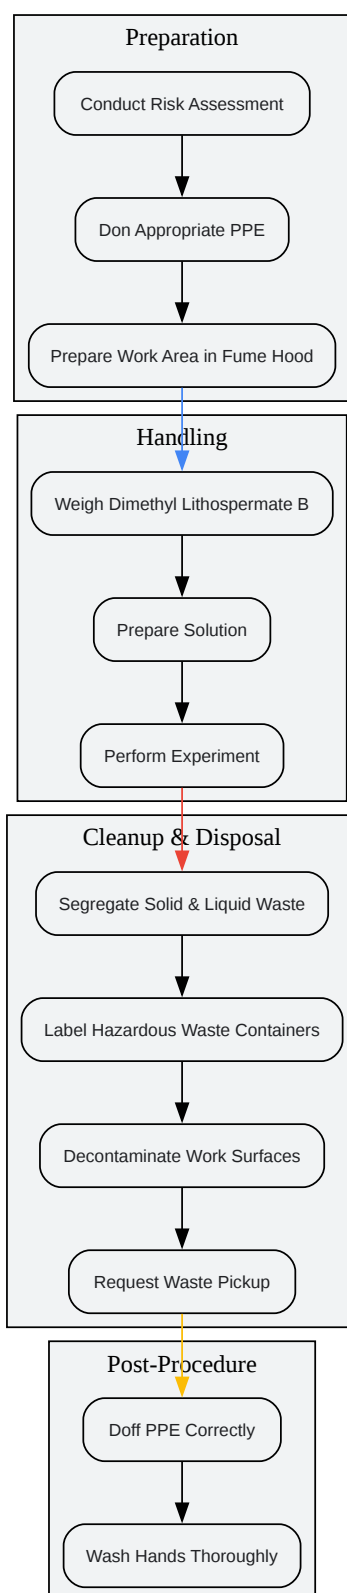 Preparation
Conduct Risk Assessment
Don Appropriate PPE
Prepare Work Area in Fume Hood
Handling
Weigh Dimethyl Lithospermate B
Prepare Solution
Perform Experiment
Cleanup & Disposal
Segregate Solid & Liquid Waste
Label Hazardous Waste Containers
Decontaminate Work Surfaces
Request Waste Pickup
Post-Procedure
Doff PPE Correctly
Wash Hands Thoroughly